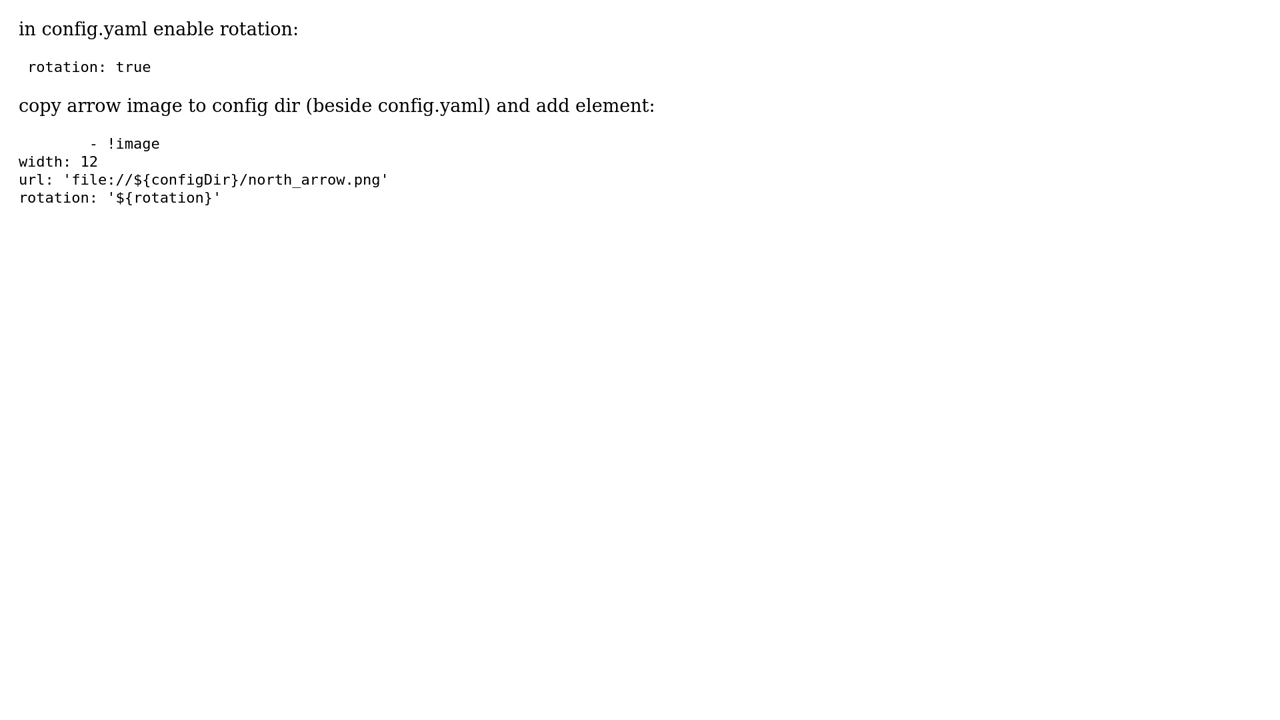 in config.yaml enable rotation:
 rotation: true
copy arrow image to config dir (beside config.yaml) and add element:
        - !image
width: 12
url: 'file://${configDir}/north_arrow.png'
rotation: '${rotation}'